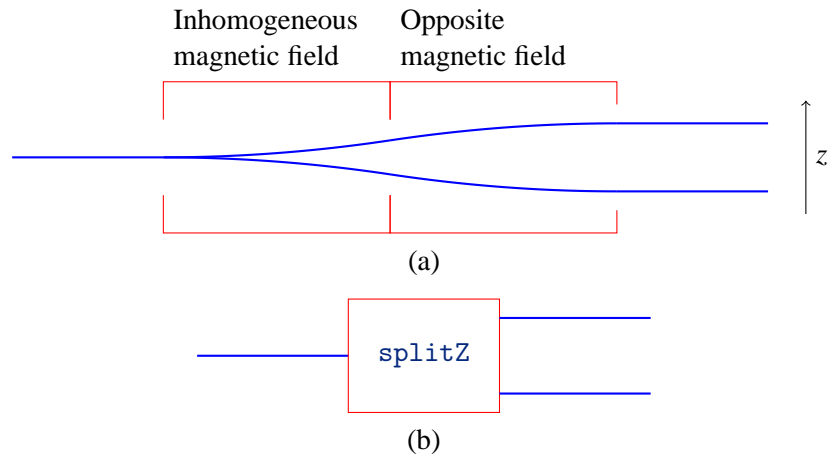 Inhomogeneous
magnetic field
Opposite
magnetic field
z
(a)
splitZ
(b)